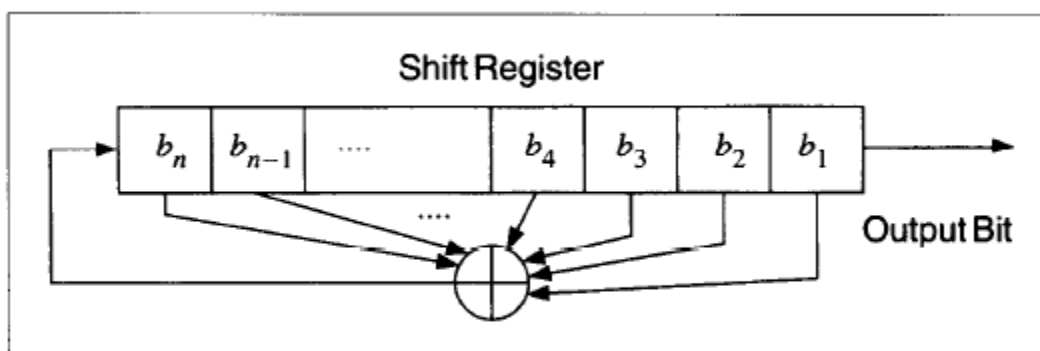 Shift Register
bₙ bₙ₋₁ .... b₄ b₃ b₂ b₁
....
Output Bit